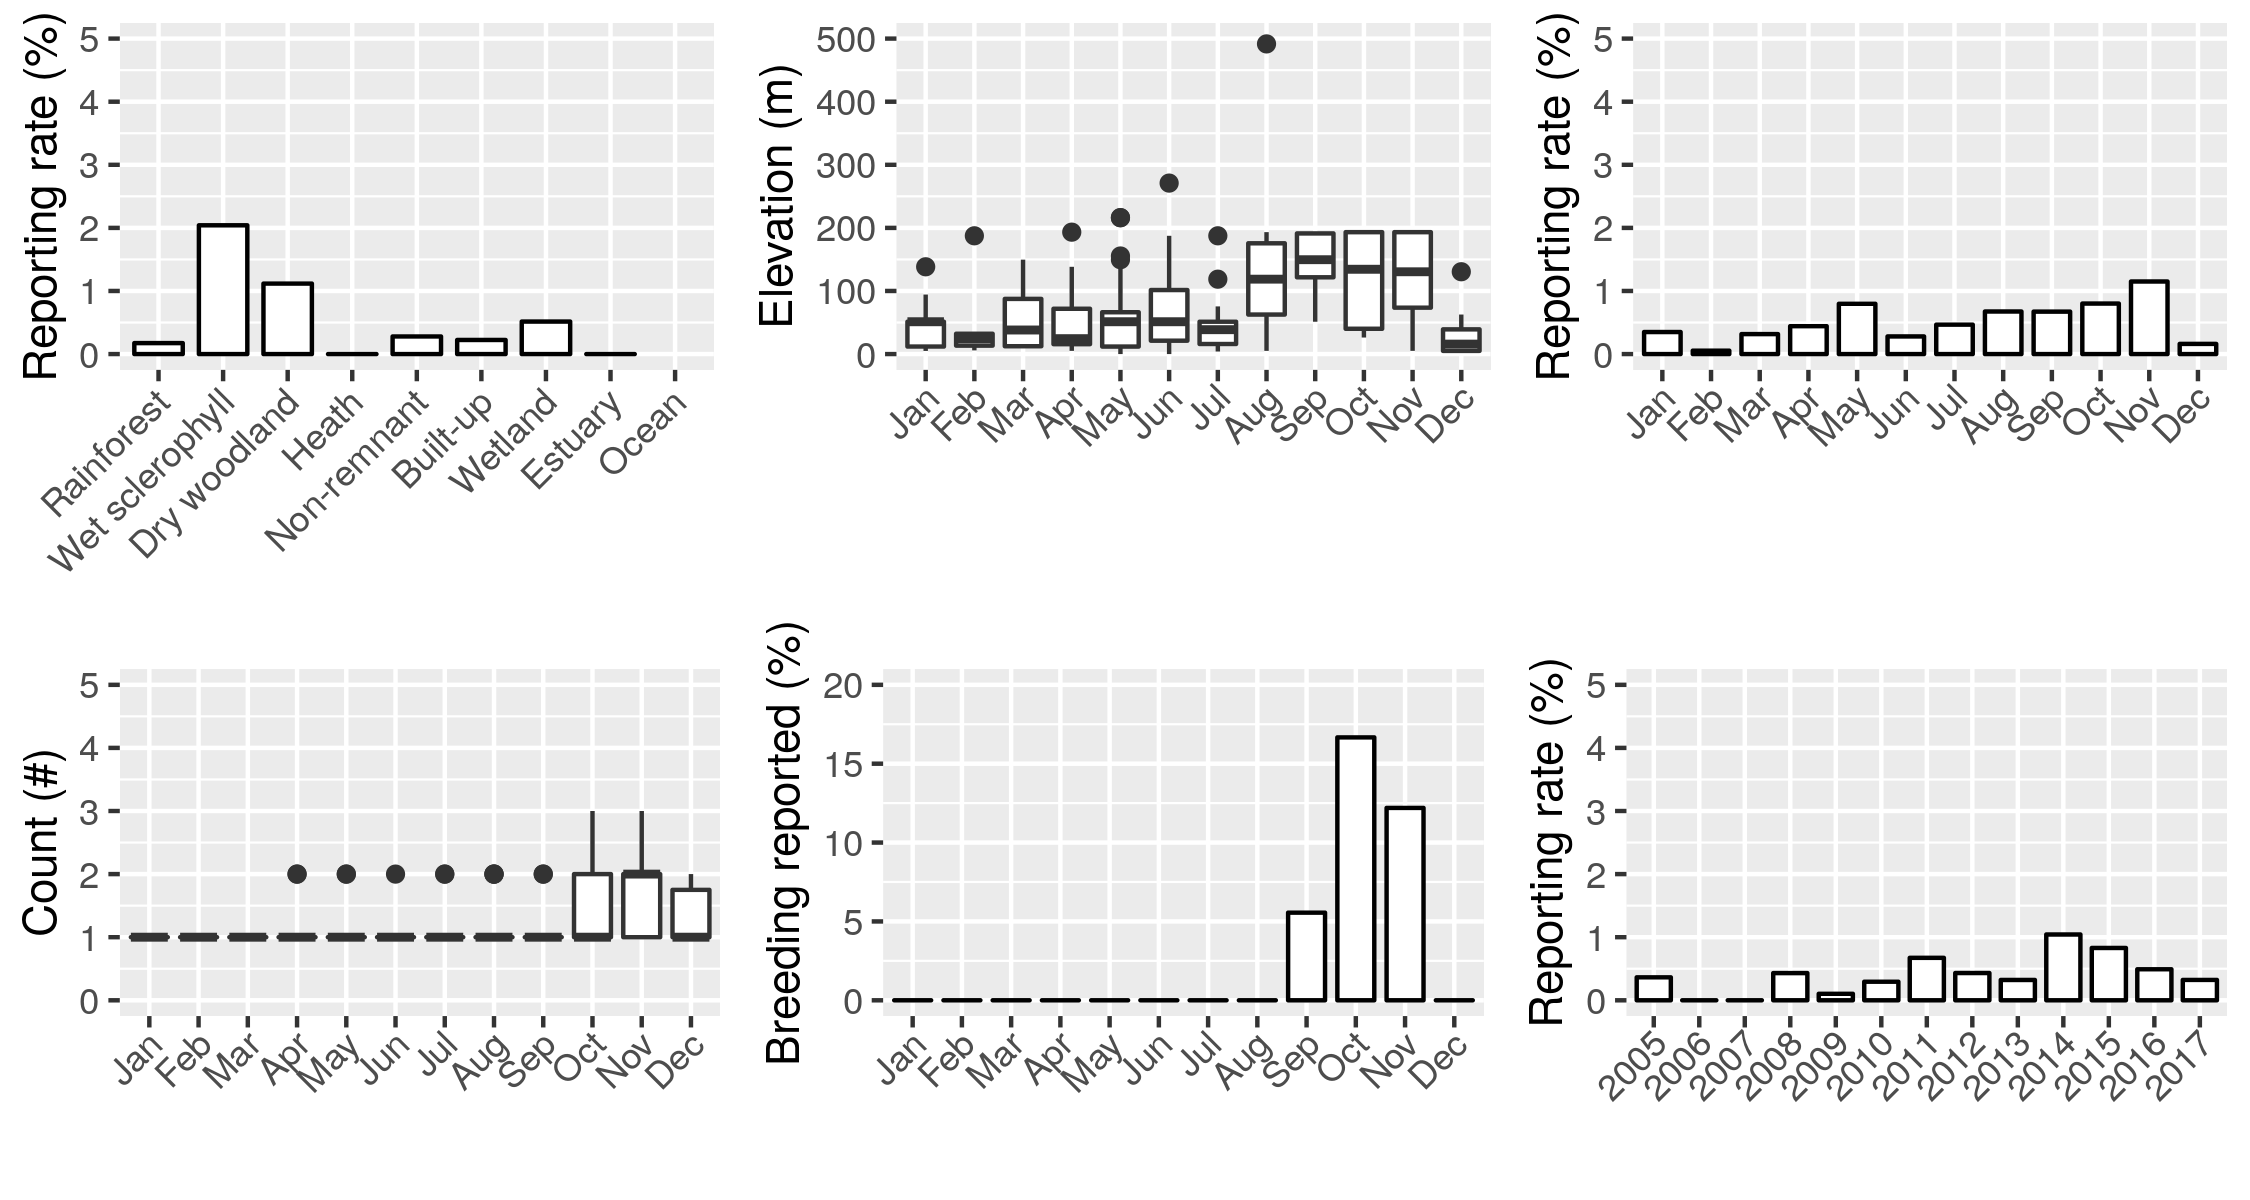 Reporting rate (%)
5
4
3
2
1
0
Rainforest
Wet sclerophyll
Dry woodland
Heath
Non-remnant
Built-up
Wetland
Estuary
Ocean
Elevation (m)
500
400
300
200
100
0
Jan
Feb
Mar
Apr
May
Jun
Jul
Aug
Sep
Oct
Nov
Dec
Reporting rate (%)
5
4
3
2
1
0
Jan
Feb
Mar
Apr
May
Jun
Jul
Aug
Sep
Oct
Nov
Dec
Count (#)
5
4
3
2
1
0
Jan
Feb
Mar
Apr
May
Jun
Jul
Aug
Sep
Oct
Nov
Dec
Breeding reported (%)
20
15
10
5
0
Jan
Feb
Mar
Apr
May
Jun
Jul
Aug
Sep
Oct
Nov
Dec
Reporting rate (%)
5
4
3
2
1
0
2005
2006
2007
2008
2009
2010
2011
2012
2013
2014
2015
2016
2017